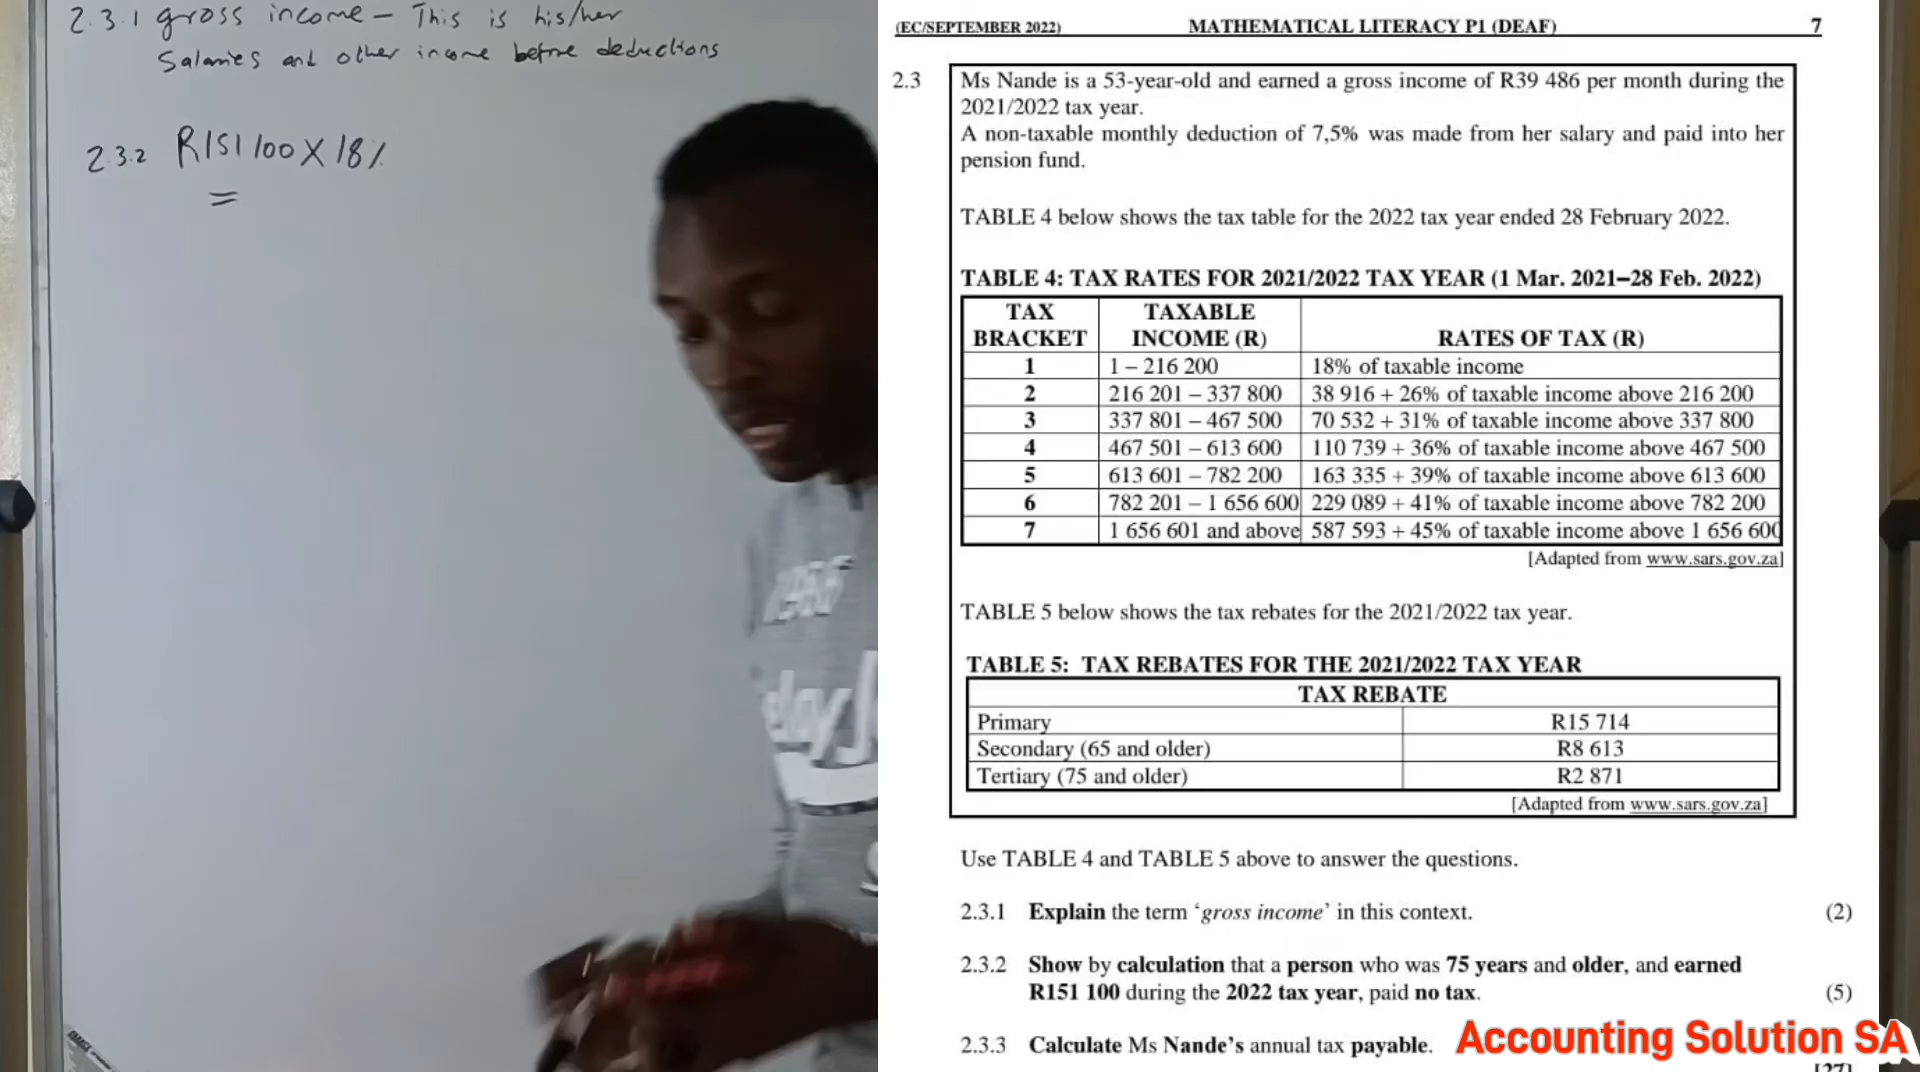 2.3.1 gross income – This is his/her
Salaries and other income before deductions
2.3.2 R151 100 X 18%
=
(EC/SEPTEMBER 2022) MATHEMATICAL LITERACY P1 (DEAF) 7
2.3 Ms Nande is a 53-year-old and earned a gross income of R39 486 per month during the
2021/2022 tax year.
A non-taxable monthly deduction of 7,5% was made from her salary and paid into her
pension fund.
TABLE 4 below shows the tax table for the 2022 tax year ended 28 February 2022.
TABLE 4: TAX RATES FOR 2021/2022 TAX YEAR (1 Mar. 2021–28 Feb. 2022)
TAX BRACKET TAXABLE INCOME (R) RATES OF TAX (R)
1 1 – 216 200 18% of taxable income
2 216 201 – 337 800 38 916 + 26% of taxable income above 216 200
3 337 801 – 467 500 70 532 + 31% of taxable income above 337 800
4 467 501 – 613 600 110 739 + 36% of taxable income above 467 500
5 613 601 – 782 200 163 335 + 39% of taxable income above 613 600
6 782 201 – 1 656 600 229 089 + 41% of taxable income above 782 200
7 1 656 601 and above 587 593 + 45% of taxable income above 1 656 600
[Adapted from www.sars.gov.za]
TABLE 5 below shows the tax rebates for the 2021/2022 tax year.
TABLE 5: TAX REBATES FOR THE 2021/2022 TAX YEAR
TAX REBATE
Primary R15 714
Secondary (65 and older) R8 613
Tertiary (75 and older) R2 871
[Adapted from www.sars.gov.za]
Use TABLE 4 and TABLE 5 above to answer the questions.
2.3.1 Explain the term ‘gross income’ in this context. (2)
2.3.2 Show by calculation that a person who was 75 years and older, and earned
R151 100 during the 2022 tax year, paid no tax. (5)
2.3.3 Calculate Ms Nande’s annual tax payable.
Accounting Solution SA